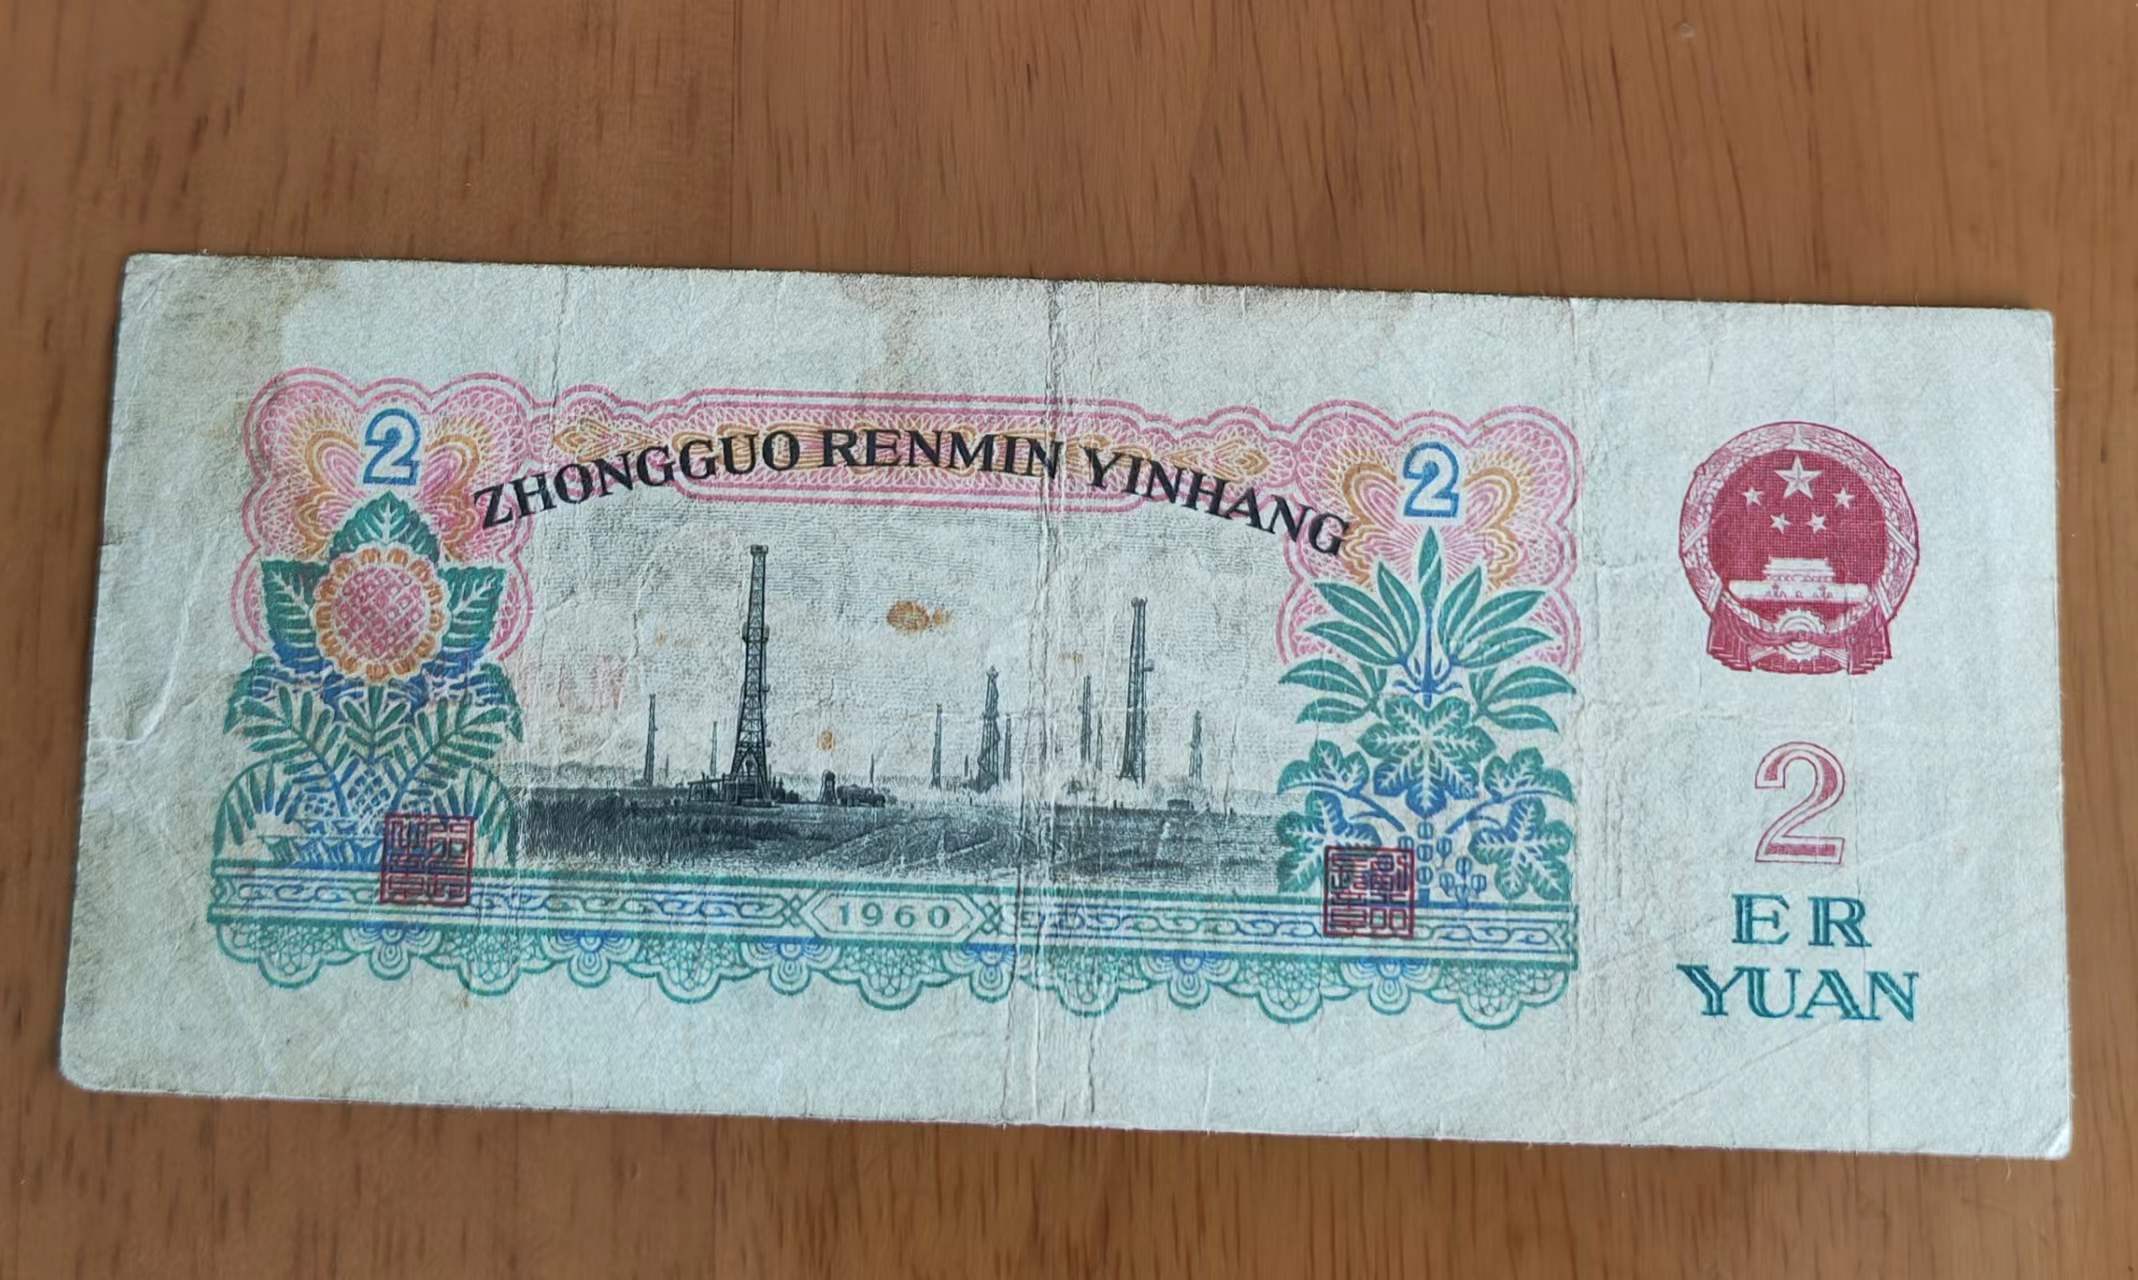 2
2
ZHONGGUO RENMIN YINHANG
1960
2
ER
YUAN